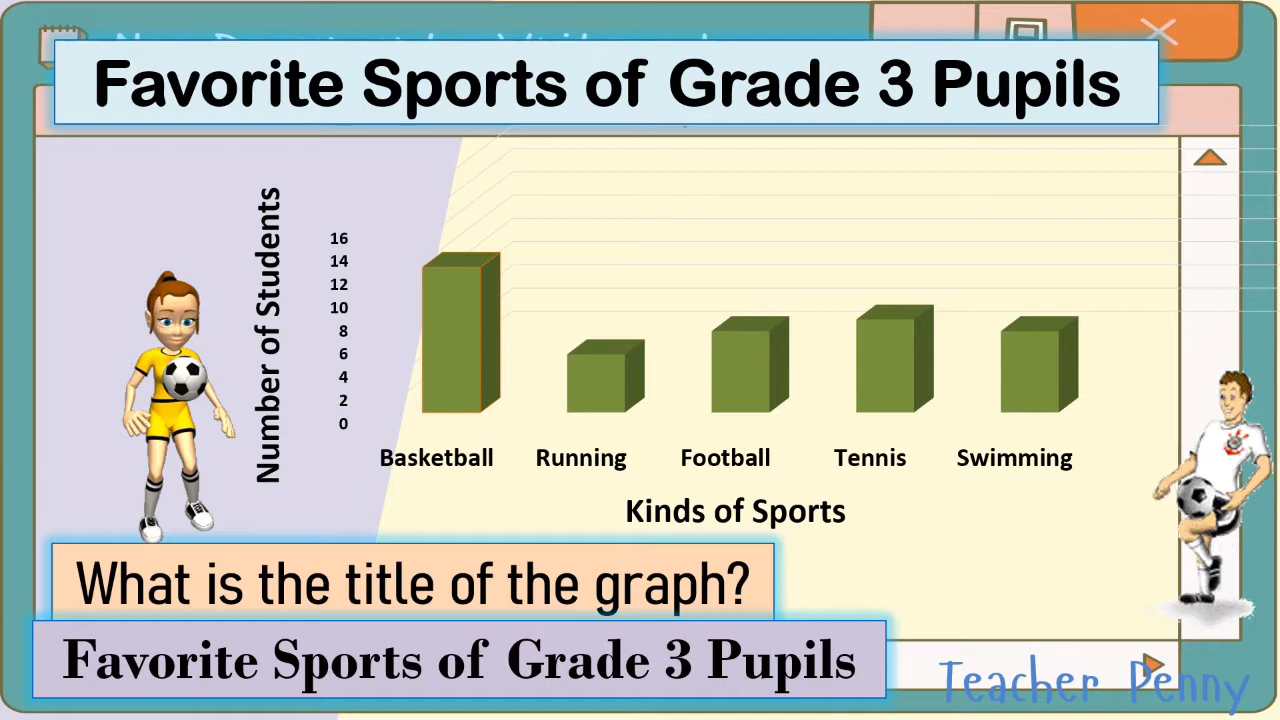 Favorite Sports of Grade 3 Pupils
Number of Students
16
14
12
10
8
6
4
2
0
Basketball Running Football Tennis Swimming
Kinds of Sports
What is the title of the graph?
Favorite Sports of Grade 3 Pupils
Teacher Penny